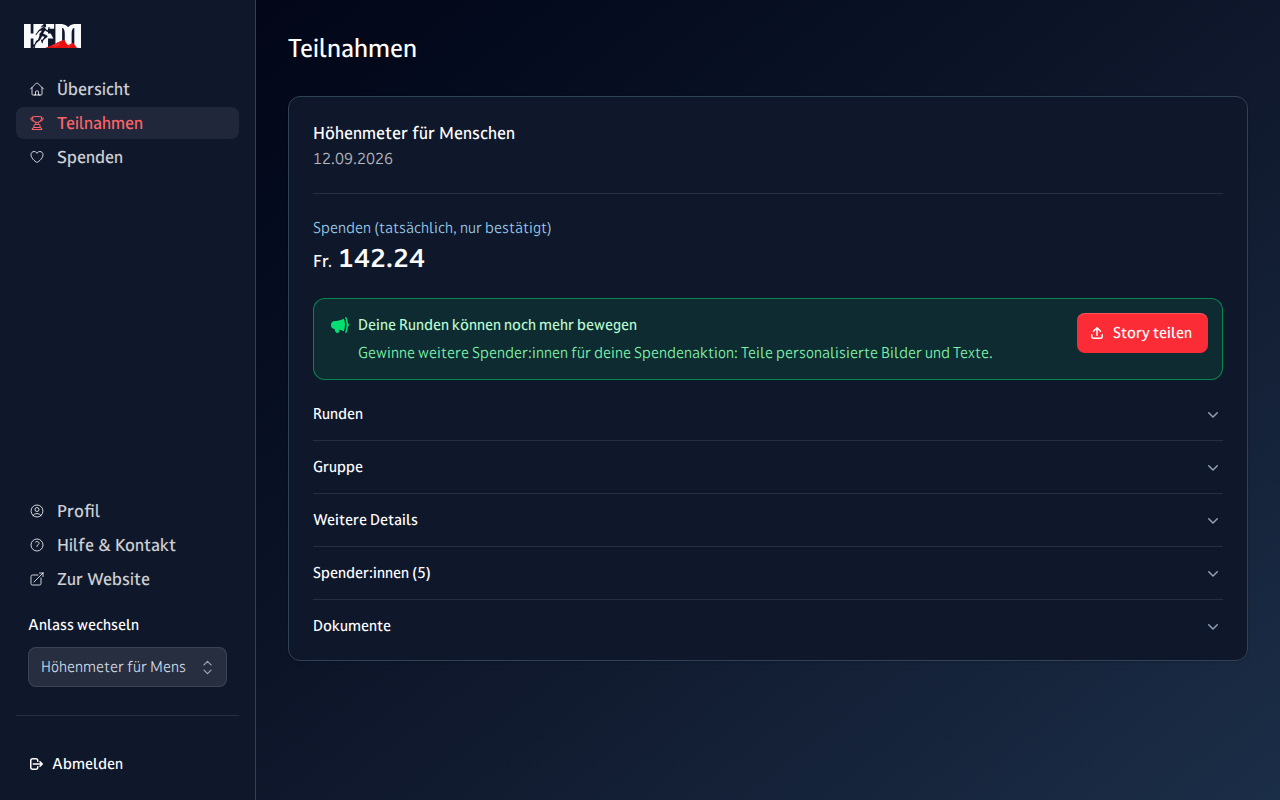 HFM
Übersicht
Teilnahmen
Spenden
Profil
Hilfe & Kontakt
Zur Website
Anlass wechseln
Höhenmeter für Mens
Abmelden
Teilnahmen
Höhenmeter für Menschen
12.09.2026
Spenden (tatsächlich, nur bestätigt)
Fr. 142.24
Deine Runden können noch mehr bewegen
Gewinne weitere Spender:innen für deine Spendenaktion: Teile personalisierte Bilder und Texte.
Story teilen
Runden
Gruppe
Weitere Details
Spender:innen (5)
Dokumente